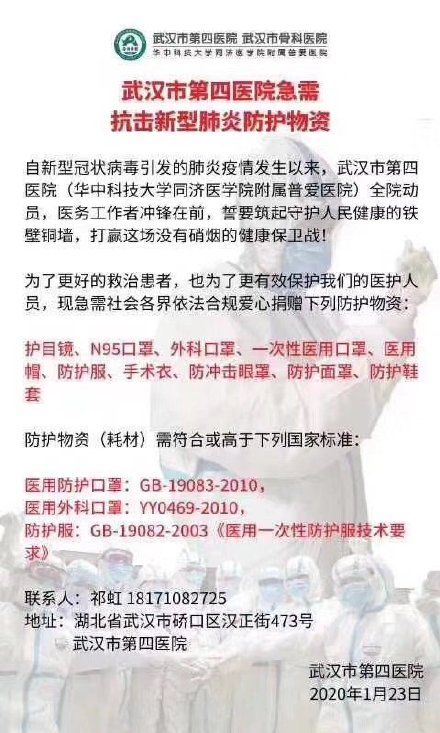 武汉市第四医院 武汉市骨科医院
华中科技大学同济医学院附属普爱医院
武汉市第四医院急需
抗击新型肺炎防护物资
自新型冠状病毒引发的肺炎疫情发生以来，武汉市第四
医院（华中科技大学同济医学院附属普爱医院）全院动
员，医务工作者冲锋在前，誓要筑起守护人民健康的铁
壁铜墙，打赢这场没有硝烟的健康保卫战！
为了更好的救治患者，也为了更有效保护我们的医护人
员，现急需社会各界依法合规爱心捐赠下列防护物资：
护目镜、N95口罩、外科口罩、一次性医用口罩、医用
帽、防护服、手术衣、防冲击眼罩、防护面罩、防护鞋
套
防护物资（耗材）需符合或高于下列国家标准：
医用防护口罩：GB-19083-2010，
医用外科口罩：YY0469-2010，
防护服：GB-19082-2003《医用一次性防护服技术要
求》
联系人：祁虹 18171082725
地址：湖北省武汉市硚口区汉正街473号
武汉市第四医院
武汉市第四医院
2020年1月23日